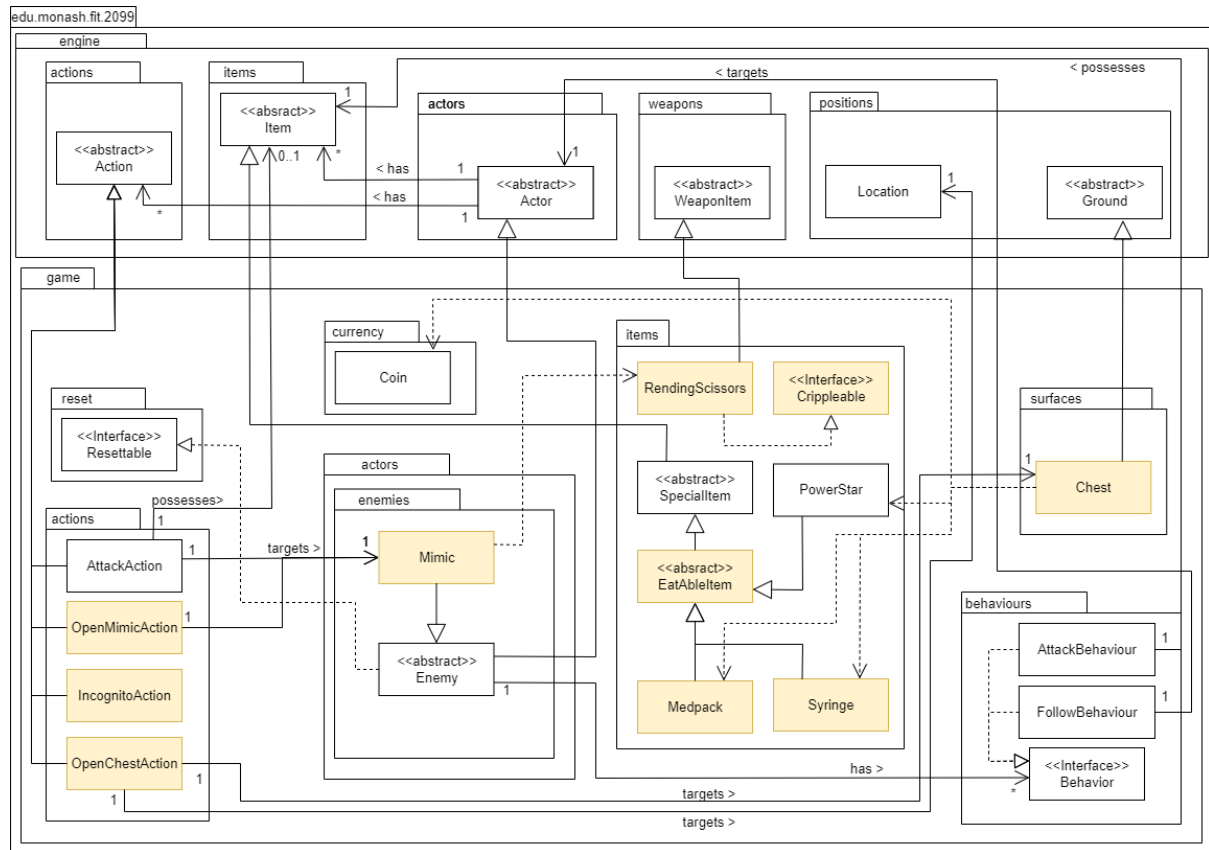 edu.monash.fit.2099
engine
actions
items
actors
weapons
positions
< targets
< possesses
1
<<absract>>
Item
0..1
*
<<abstract>>
Action
*
< has
1
< has
1
<<abstract>>
Actor
1
<<abstract>>
WeaponItem
Location
1
<<abstract>>
Ground
game
currency
Coin
items
RendingScissors
<<Interface>>
Crippleable
reset
<<Interface>>
Resettable
surfaces
1
Chest
actors
enemies
<<abstract>>
SpecialItem
PowerStar
possesses>
1
actions
AttackAction
1
targets >
1
Mimic
<<absract>>
EatAbleItem
OpenMimicAction
1
<<abstract>>
Enemy
1
behaviours
AttackBehaviour
1
IncognitoAction
Medpack
Syringe
FollowBehaviour
1
OpenChestAction
1
1
has >
*
<<Interface>>
Behavior
targets >
targets >